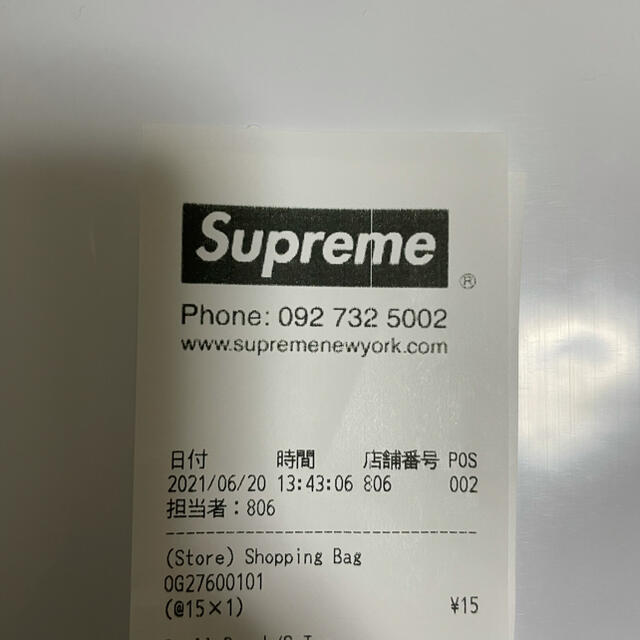 Supreme
®
Phone: 092 732 5002
www.supremenewyork.com
日付 時間 店舗番号 POS
2021/06/20 13:43:06 806 002
担当者：806
(Store) Shopping Bag
OG27600101
(@15×1) ¥15